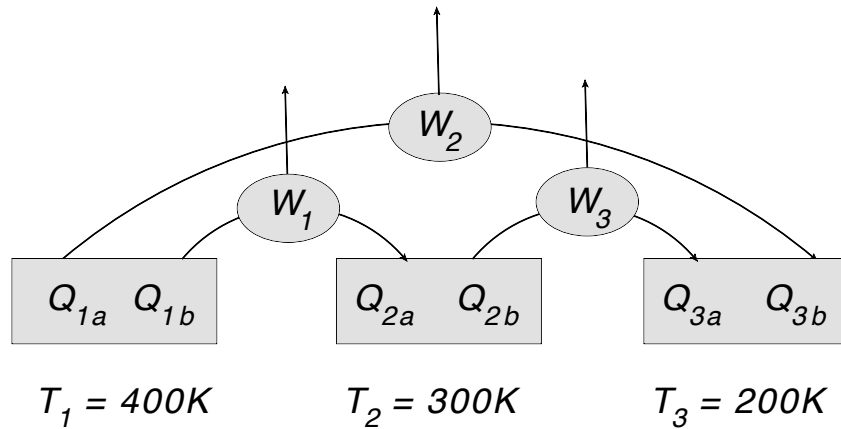 W₂
W₁ W₃
Q₁ₐ Q₁b Q₂ₐ Q₂b Q₃ₐ Q₃b
T₁ = 400K T₂ = 300K T₃ = 200K